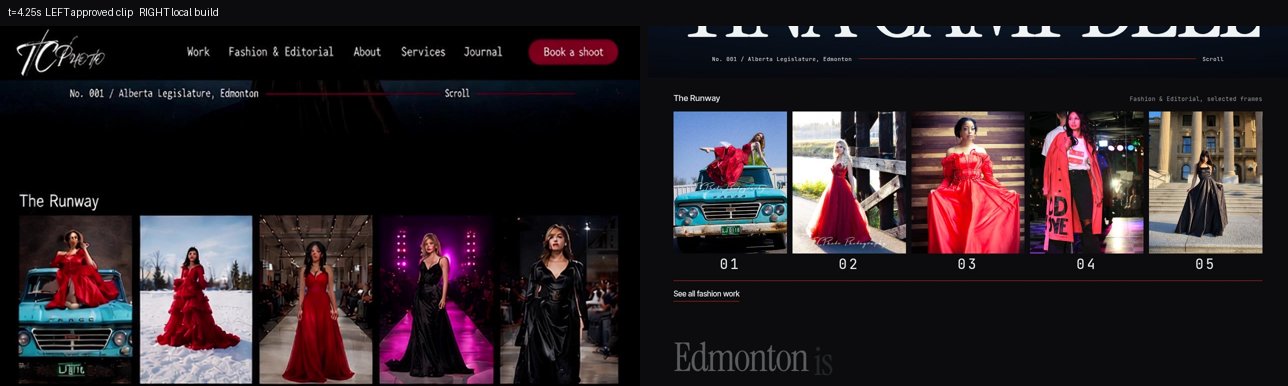 t=4.25s LEFT approved clip RIGHT local build
TCPhoto
Work
Fashion & Editorial
About
Services
Journal
Book a shoot
No. 001 / Alberta Legislature, Edmonton
Scroll
The Runway
TINA CAMPBELL
No. 001 / Alberta Legislature, Edmonton
Scroll
The Runway
Fashion & Editorial, selected frames
01
02
03
04
05
See all fashion work
Edmonton is